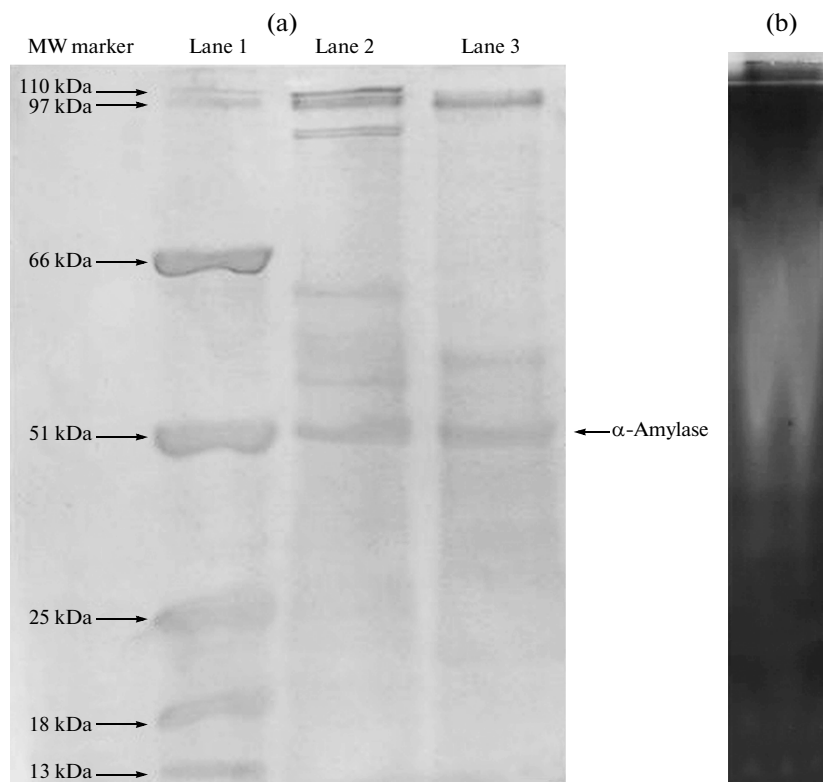 (a)
(b)
MW marker Lane 1 Lane 2 Lane 3
110 kDa
97 kDa
66 kDa
51 kDa
α-Amylase
25 kDa
18 kDa
13 kDa